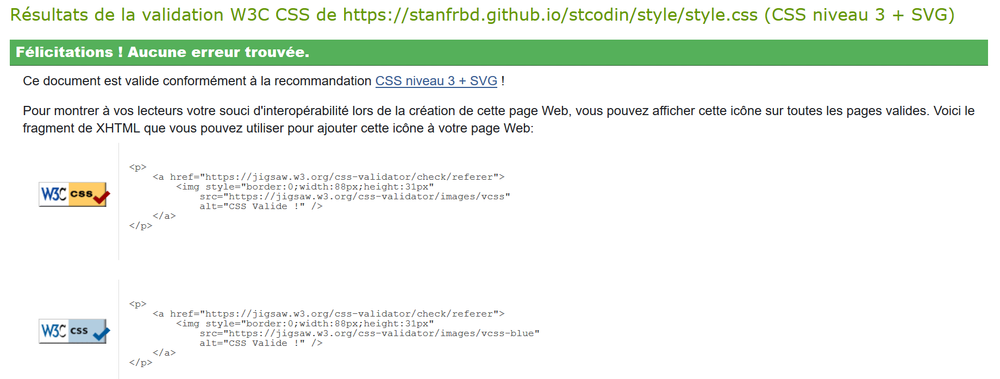 Résultats de la validation W3C CSS de https://stanfrbd.github.io/stcodin/style/style.css (CSS niveau 3 + SVG)
Félicitations ! Aucune erreur trouvée.
Ce document est valide conformément à la recommandation CSS niveau 3 + SVG !
Pour montrer à vos lecteurs votre souci d'interopérabilité lors de la création de cette page Web, vous pouvez afficher cette icône sur toutes les pages valides. Voici le
fragment de XHTML que vous pouvez utiliser pour ajouter cette icône à votre page Web:
<p>
    <a href="https://jigsaw.w3.org/css-validator/check/referer">
        <img style="border:0;width:88px;height:31px"
            src="https://jigsaw.w3.org/css-validator/images/vcss"
            alt="CSS Valide !" />
    </a>
</p>
W3C css
<p>
    <a href="https://jigsaw.w3.org/css-validator/check/referer">
        <img style="border:0;width:88px;height:31px"
            src="https://jigsaw.w3.org/css-validator/images/vcss-blue"
            alt="CSS Valide !" />
    </a>
</p>
W3C css